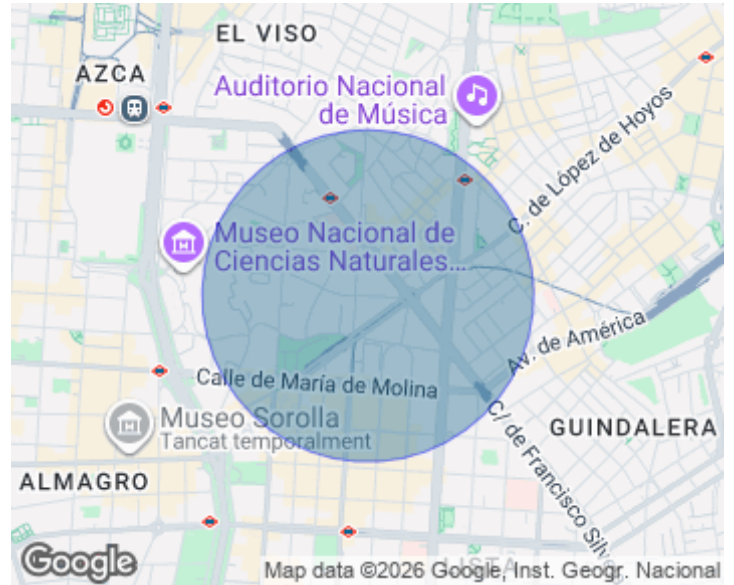 EL VISO
AZCA
Auditorio Nacional
de Música
C. de López de Hoyos
Museo Nacional de
Ciencias Naturales...
Av. de América
Calle de María de Molina
Museo Sorolla
Tancat temporalment
C/ de Francisco Silv
GUINDALERA
ALMAGRO
LISTA
Google
Map data ©2026 Google, Inst. Geogr. Nacional